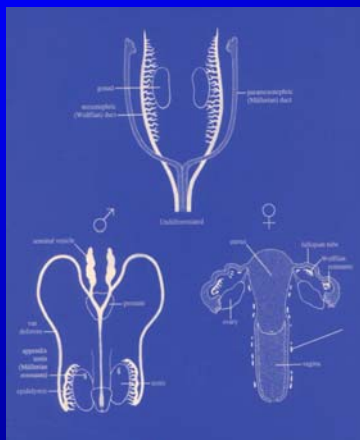 gonad
mesonephric
(Wolffian) duct
paramesonephric
(Müllerian) duct
Undifferentiated
♂
♀
seminal vesicle
prostate
vas
deferens
appendix
testis
(Müllerian
remnant)
epididymis
testis
uterus
fallopian tube
Wolffian
remnants
ovary
vagina